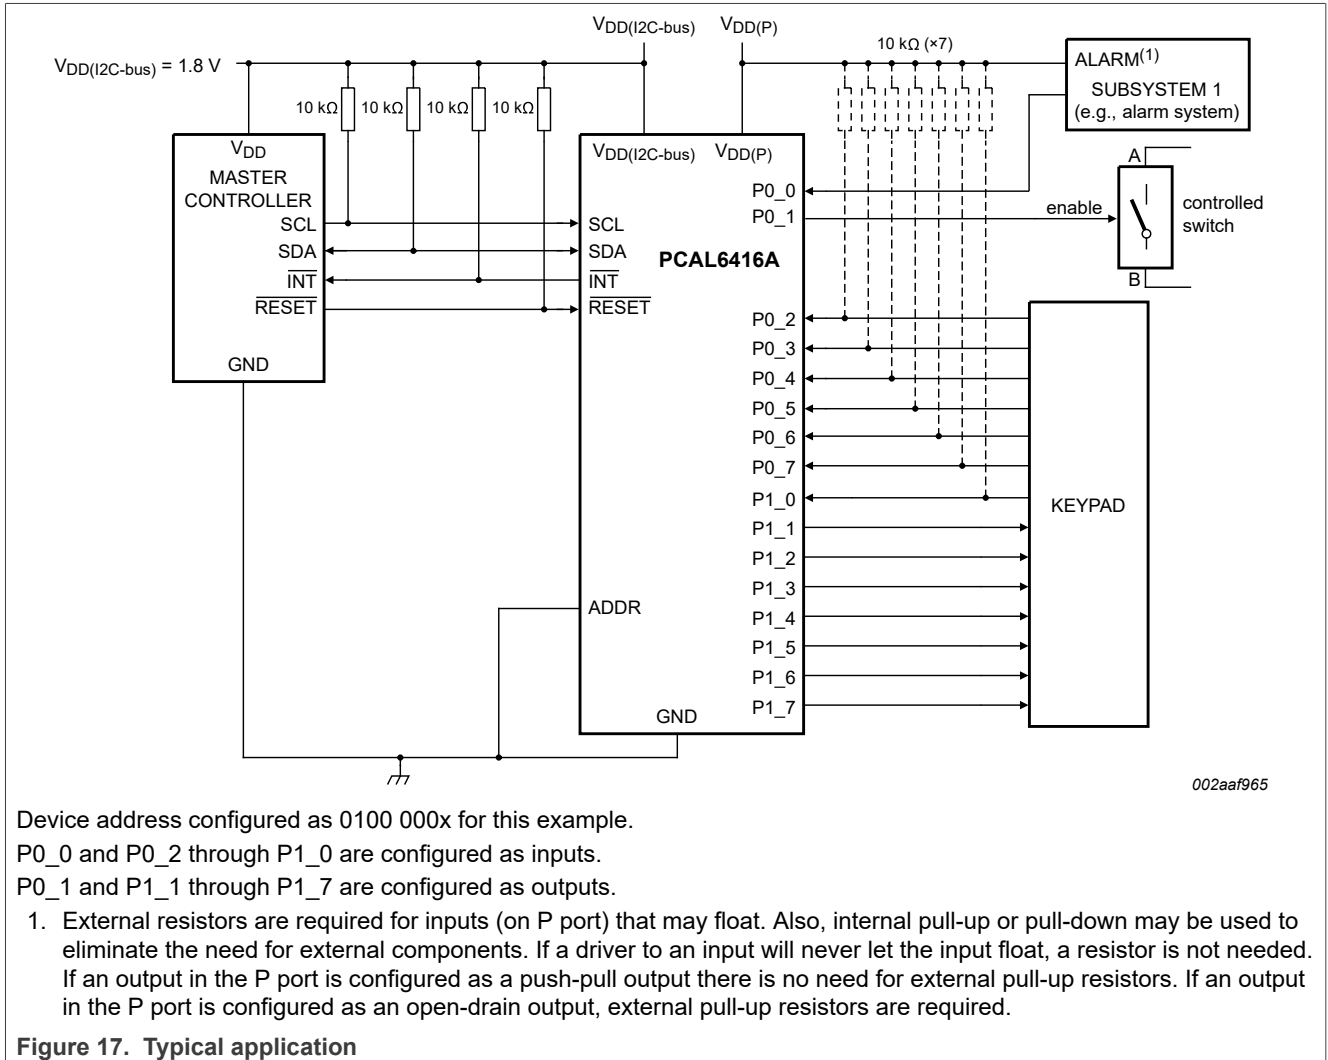 VDD(I2C-bus) VDD(P)
10 kΩ (×7)
VDD(I2C-bus) = 1.8 V
ALARM(1)
SUBSYSTEM 1
(e.g., alarm system)
10 kΩ 10 kΩ 10 kΩ 10 kΩ
VDD
MASTER
CONTROLLER
SCL
SDA
INT
RESET
GND
VDD(I2C-bus) VDD(P)
SCL
SDA
INT
RESET
PCAL6416A
ADDR
GND
P0_0
P0_1
P0_2
P0_3
P0_4
P0_5
P0_6
P0_7
P1_0
P1_1
P1_2
P1_3
P1_4
P1_5
P1_6
P1_7
A
enable
controlled
switch
B
KEYPAD
002aaf965
Device address configured as 0100 000x for this example.
P0_0 and P0_2 through P1_0 are configured as inputs.
P0_1 and P1_1 through P1_7 are configured as outputs.
1. External resistors are required for inputs (on P port) that may float. Also, internal pull-up or pull-down may be used to
eliminate the need for external components. If a driver to an input will never let the input float, a resistor is not needed.
If an output in the P port is configured as a push-pull output there is no need for external pull-up resistors. If an output
in the P port is configured as an open-drain output, external pull-up resistors are required.
Figure 17. Typical application